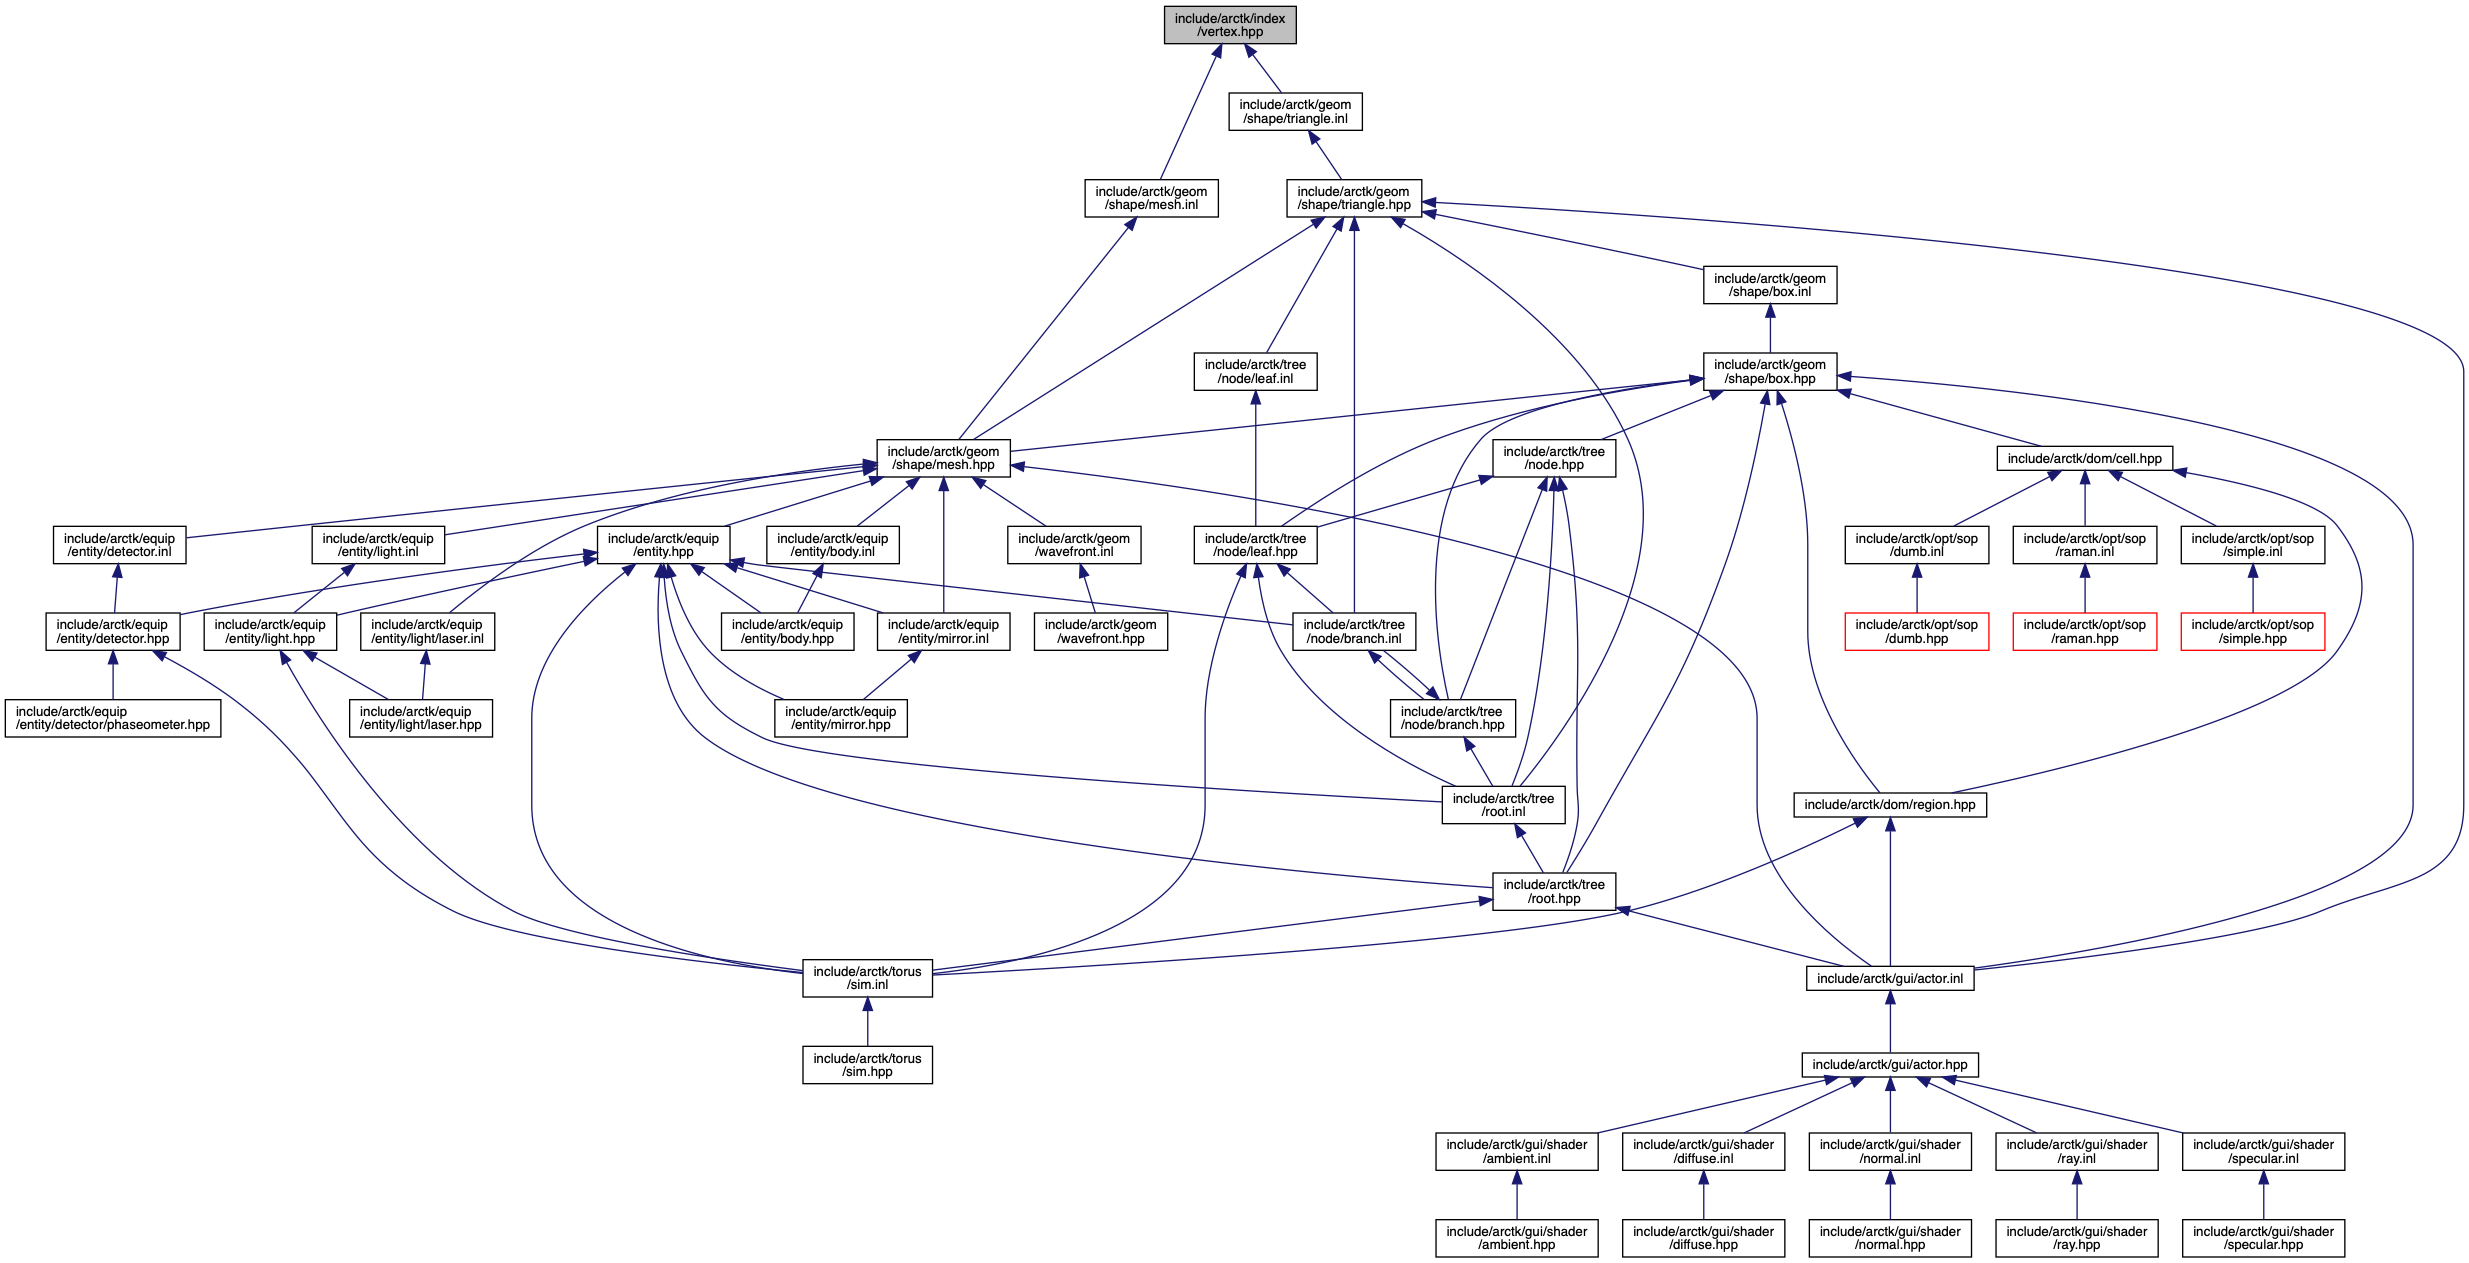 include/arctk/index
/vertex.hpp
include/arctk/geom
/shape/triangle.inl
include/arctk/geom
/shape/mesh.inl
include/arctk/geom
/shape/triangle.hpp
include/arctk/geom
/shape/box.inl
include/arctk/tree
/node/leaf.inl
include/arctk/geom
/shape/box.hpp
include/arctk/geom
/shape/mesh.hpp
include/arctk/tree
/node.hpp
include/arctk/dom/cell.hpp
include/arctk/equip
/entity/detector.inl
include/arctk/equip
/entity/light.inl
include/arctk/equip
/entity.hpp
include/arctk/equip
/entity/body.inl
include/arctk/geom
/wavefront.inl
include/arctk/tree
/node/leaf.hpp
include/arctk/opt/sop
/dumb.inl
include/arctk/opt/sop
/raman.inl
include/arctk/opt/sop
/simple.inl
include/arctk/equip
/entity/detector.hpp
include/arctk/equip
/entity/light.hpp
include/arctk/equip
/entity/light/laser.inl
include/arctk/equip
/entity/body.hpp
include/arctk/equip
/entity/mirror.inl
include/arctk/geom
/wavefront.hpp
include/arctk/tree
/node/branch.inl
include/arctk/opt/sop
/dumb.hpp
include/arctk/opt/sop
/raman.hpp
include/arctk/opt/sop
/simple.hpp
include/arctk/equip
/entity/detector/phaseometer.hpp
include/arctk/equip
/entity/light/laser.hpp
include/arctk/equip
/entity/mirror.hpp
include/arctk/tree
/node/branch.hpp
include/arctk/tree
/root.inl
include/arctk/dom/region.hpp
include/arctk/tree
/root.hpp
include/arctk/torus
/sim.inl
include/arctk/gui/actor.inl
include/arctk/torus
/sim.hpp
include/arctk/gui/actor.hpp
include/arctk/gui/shader
/ambient.inl
include/arctk/gui/shader
/diffuse.inl
include/arctk/gui/shader
/normal.inl
include/arctk/gui/shader
/ray.inl
include/arctk/gui/shader
/specular.inl
include/arctk/gui/shader
/ambient.hpp
include/arctk/gui/shader
/diffuse.hpp
include/arctk/gui/shader
/normal.hpp
include/arctk/gui/shader
/ray.hpp
include/arctk/gui/shader
/specular.hpp